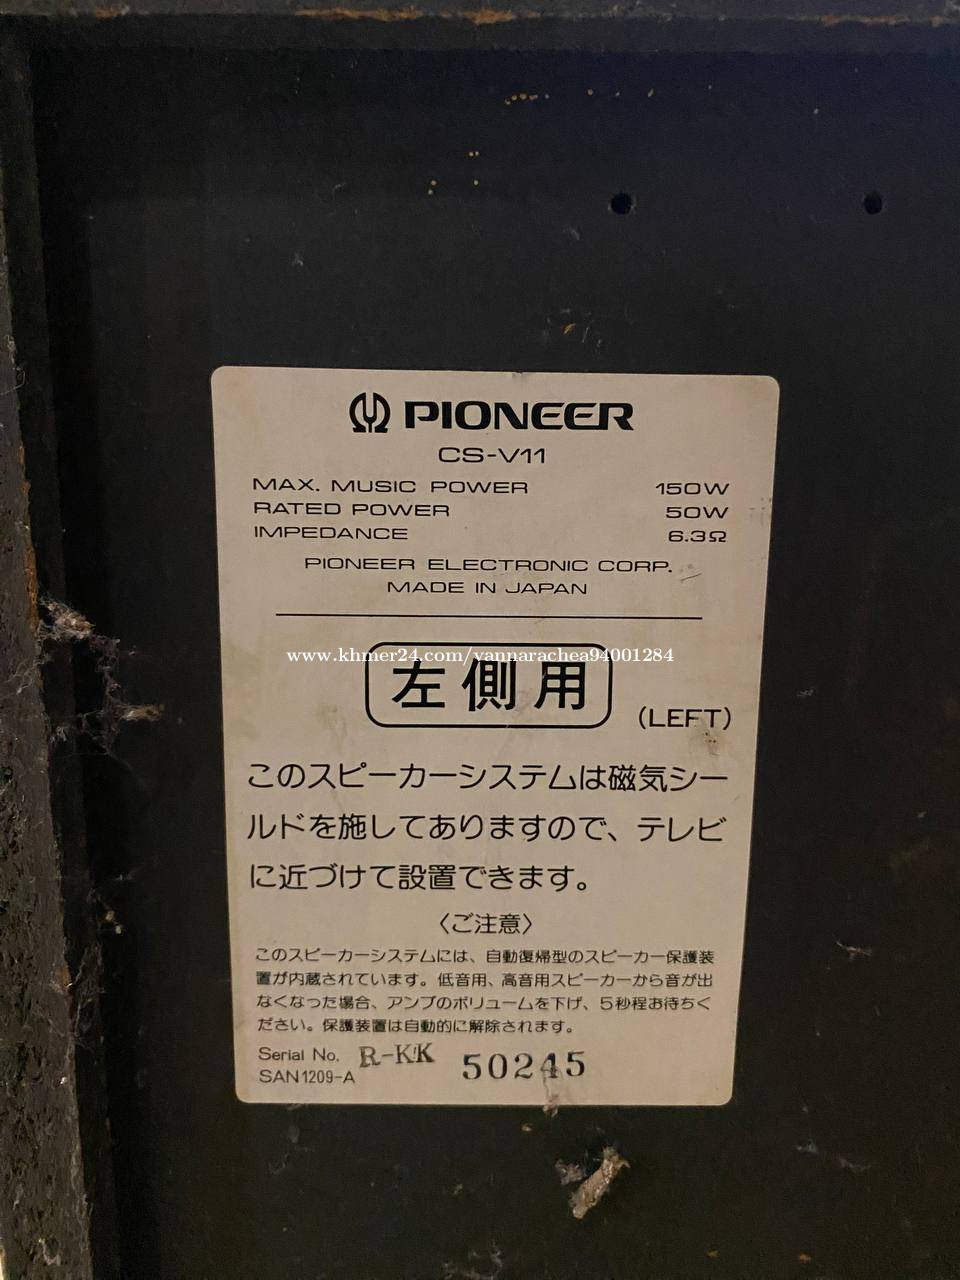 PIONEER
CS-V11
MAX. MUSIC POWER 150W
RATED POWER 50W
IMPEDANCE 6.3Ω
PIONEER ELECTRONIC CORP.
MADE IN JAPAN
www.khmer24.com/vannarachea94001284
左側用
(LEFT)
このスピーカーシステムは磁気シー
ルドを施してありますので、テレビ
に近づけて設置できます。
〈ご注意〉
このスピーカーシステムには、自動復帰型のスピーカー保護装
置が内蔵されています。低音用、高音用スピーカーから音が出
なくなった場合、アンプのボリュームを下げ、5秒程お待ちく
ださい。保護装置は自動的に解除されます。
Serial No. R-KK 50245
SAN1209-A